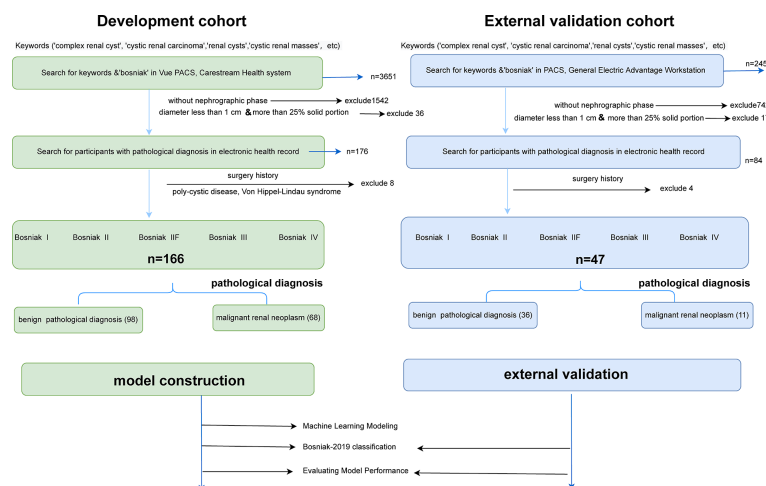 Development cohort
Keywords ('complex renal cyst', 'cystic renal carcinoma','renal cysts','cystic renal masses', etc)
Search for keywords &'bosniak' in Vue PACS, Carestream Health system
n=3651
without nephrographic phase
exclude1542
diameter less than 1 cm & more than 25% solid portion
exclude 36
Search for participants with pathological diagnosis in electronic health record
n=176
surgery history
poly-cystic disease, Von Hippel-Lindau syndrome
exclude 8
Bosniak I Bosniak II Bosniak IIF Bosniak III Bosniak IV
n=166
pathological diagnosis
benign pathological diagnosis (98)
malignant renal neoplasm (68)
model construction
External validation cohort
Keywords ('complex renal cyst', 'cystic renal carcinoma','renal cysts','cystic renal masses', etc)
Search for keywords &'bosniak' in PACS, General Electric Advantage Workstation
n=245
without nephrographic phase
exclude74
diameter less than 1 cm & more than 25% solid portion
exclude 1
Search for participants with pathological diagnosis in electronic health record
n=84
surgery history
exclude 4
Bosniak I Bosniak II Bosniak IIF Bosniak III Bosniak IV
n=47
pathological diagnosis
benign pathological diagnosis (36)
malignant renal neoplasm (11)
external validation
Machine Learning Modeling
Bosniak-2019 classification
Evaluating Model Performance